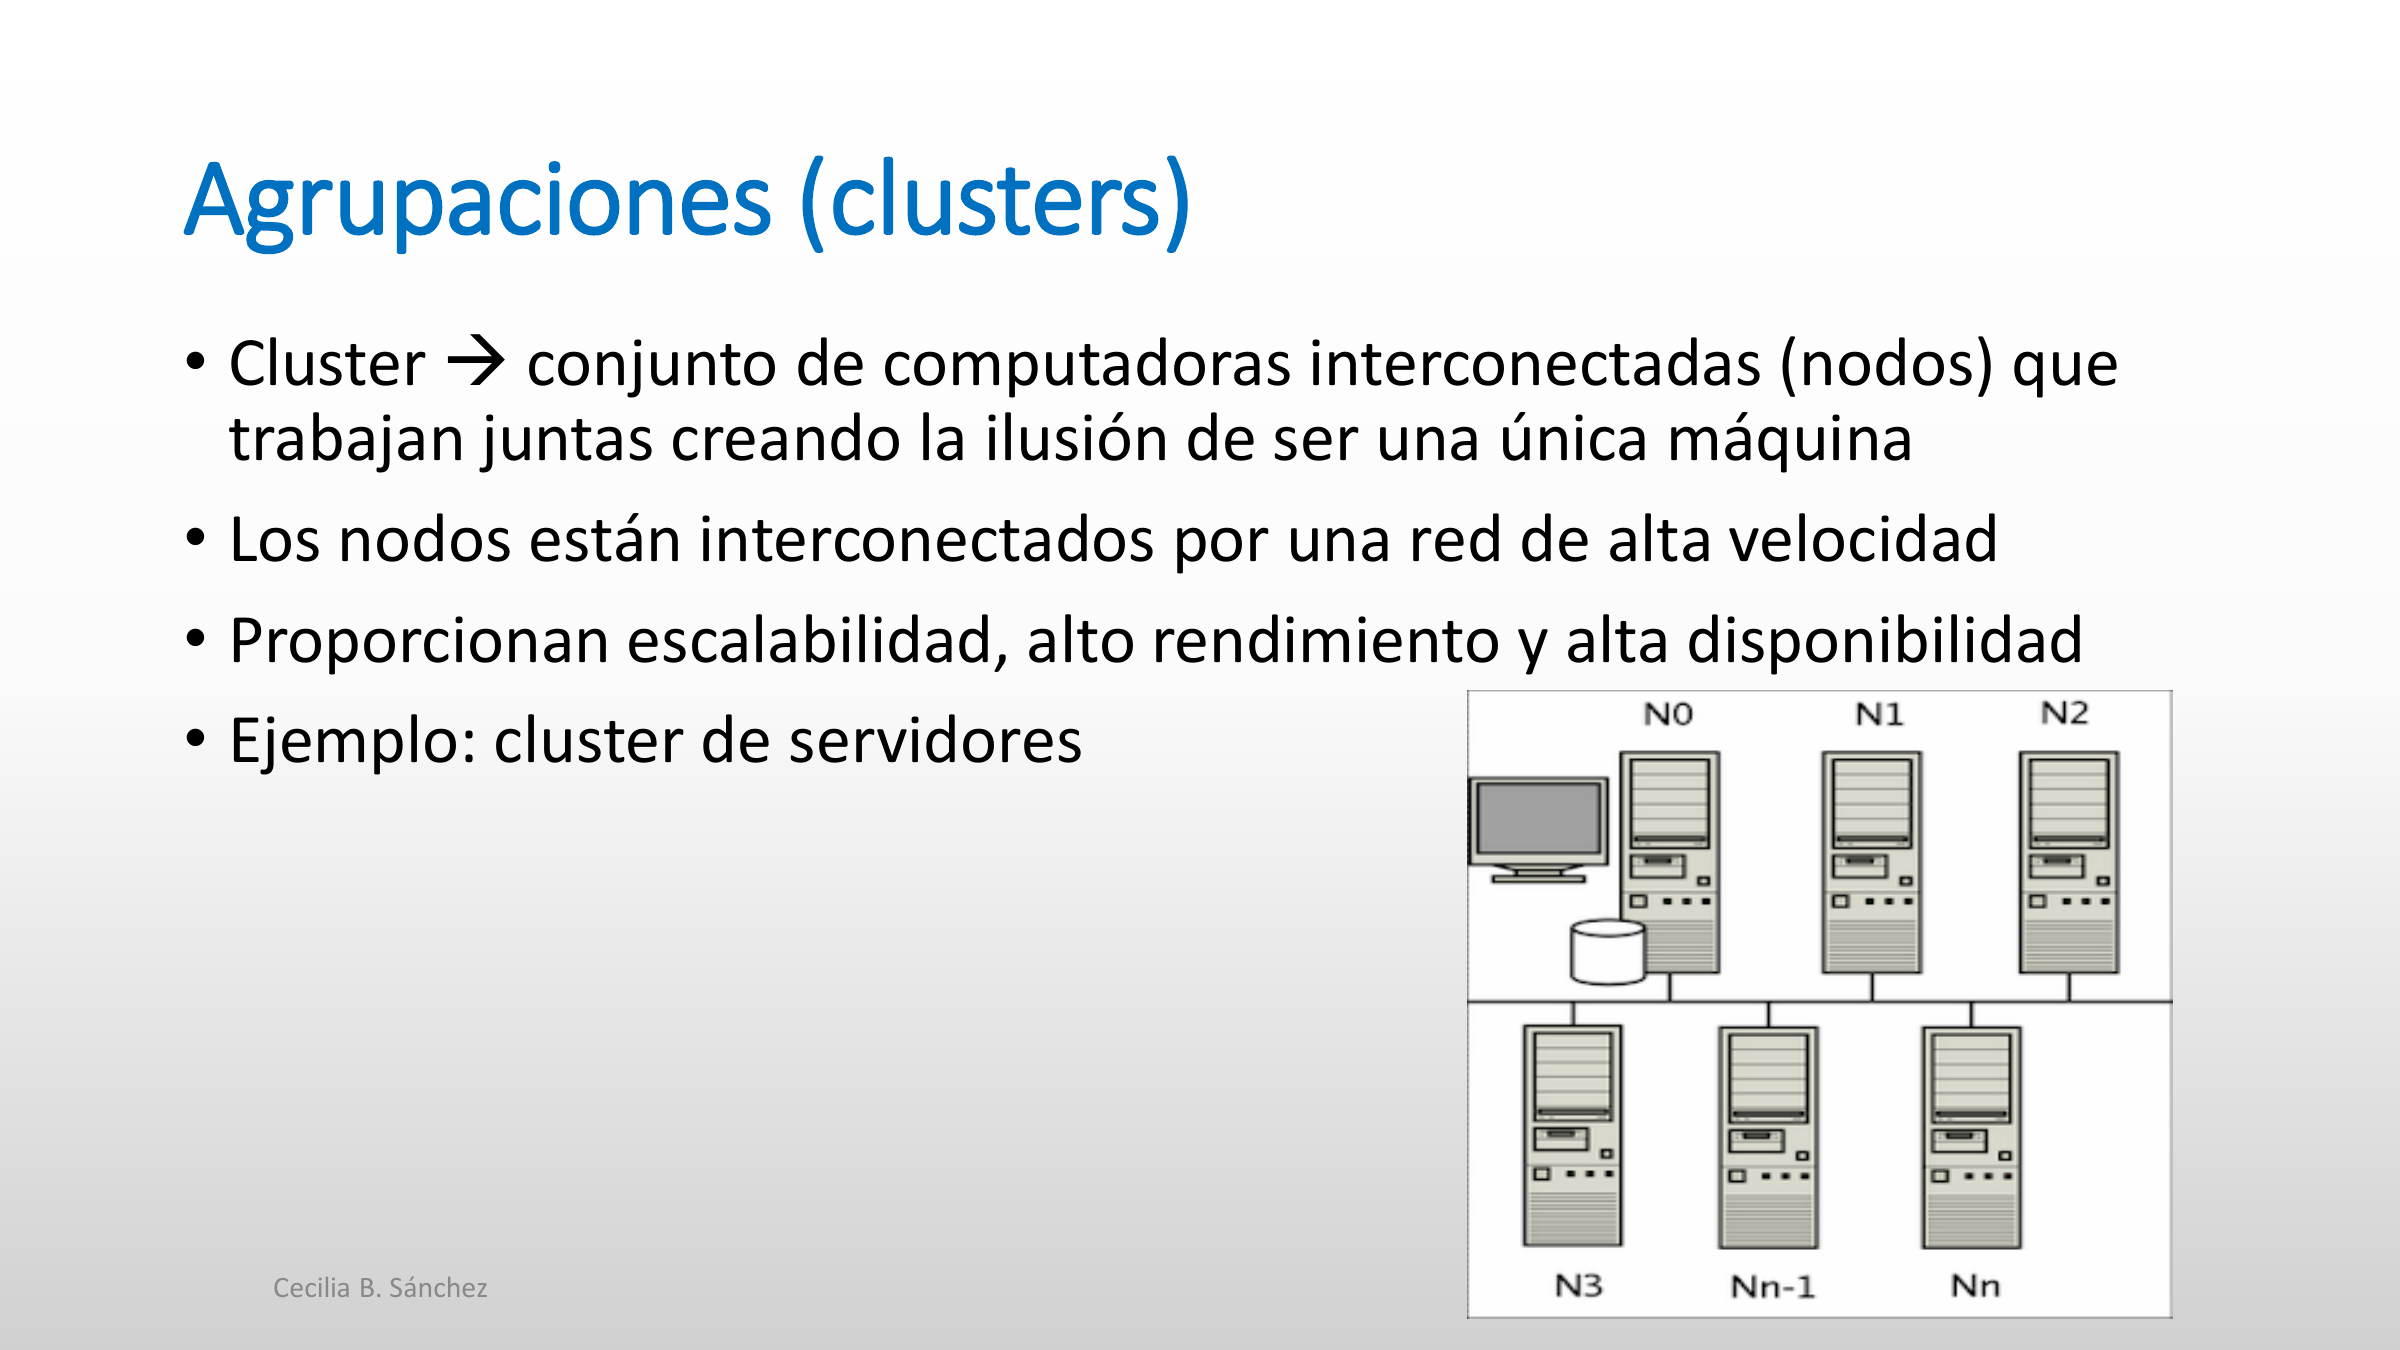 Agrupaciones (clusters)
• Cluster → conjunto de computadoras interconectadas (nodos) que
trabajan juntas creando la ilusión de ser una única máquina
• Los nodos están interconectados por una red de alta velocidad
• Proporcionan escalabilidad, alto rendimiento y alta disponibilidad
• Ejemplo: cluster de servidores
N0 N1 N2
N3 Nn-1 Nn
Cecilia B. Sánchez